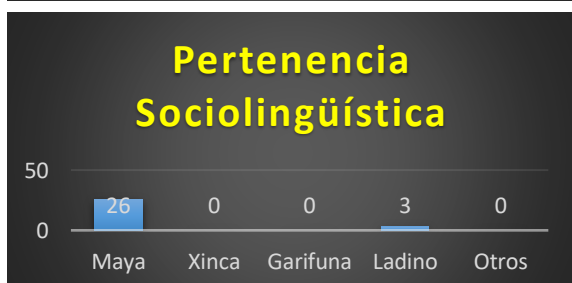 Pertenencia
Sociolingüística
50
26 0 0 3 0
0
Maya Xinca Garifuna Ladino Otros